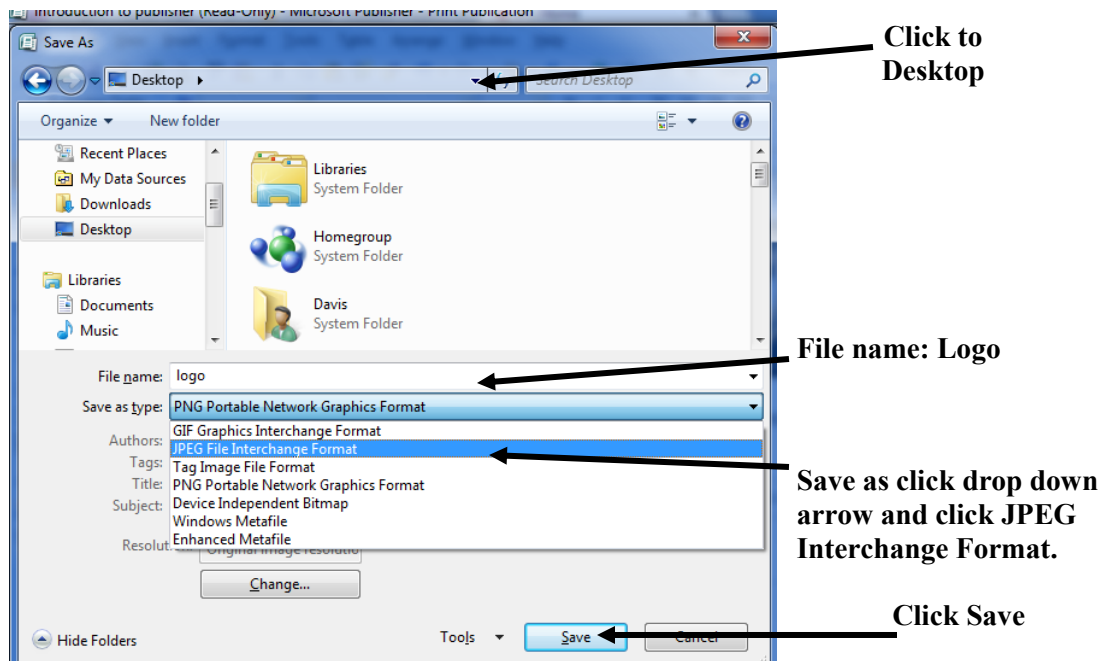 Introduction to publisher (Read-Only) - Microsoft Publisher - Print Publication
Save As
Click to
Desktop
Desktop
Search Desktop
Organize
New folder
Recent Places
My Data Sources
Downloads
Desktop
Libraries
Documents
Music
Libraries
System Folder
Homegroup
System Folder
Davis
System Folder
File name: Logo
File name: logo
Save as type: PNG Portable Network Graphics Format
Authors:
Tags:
Title:
Subject:
GIF Graphics Interchange Format
JPEG File Interchange Format
Tag Image File Format
PNG Portable Network Graphics Format
Device Independent Bitmap
Windows Metafile
Enhanced Metafile
Save as click drop down
arrow and click JPEG
Interchange Format.
Original image resolutio
Change...
Click Save
Hide Folders
Tools
Save
Cancel